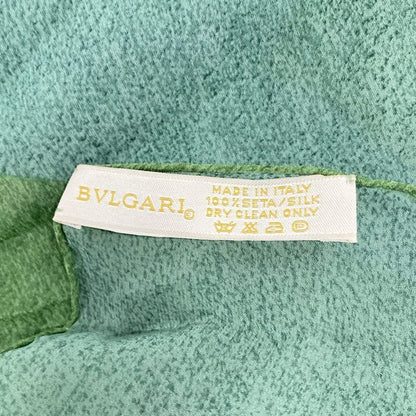 BVLGARI
MADE IN ITALY
100% SETA/SILK
DRY CLEAN ONLY